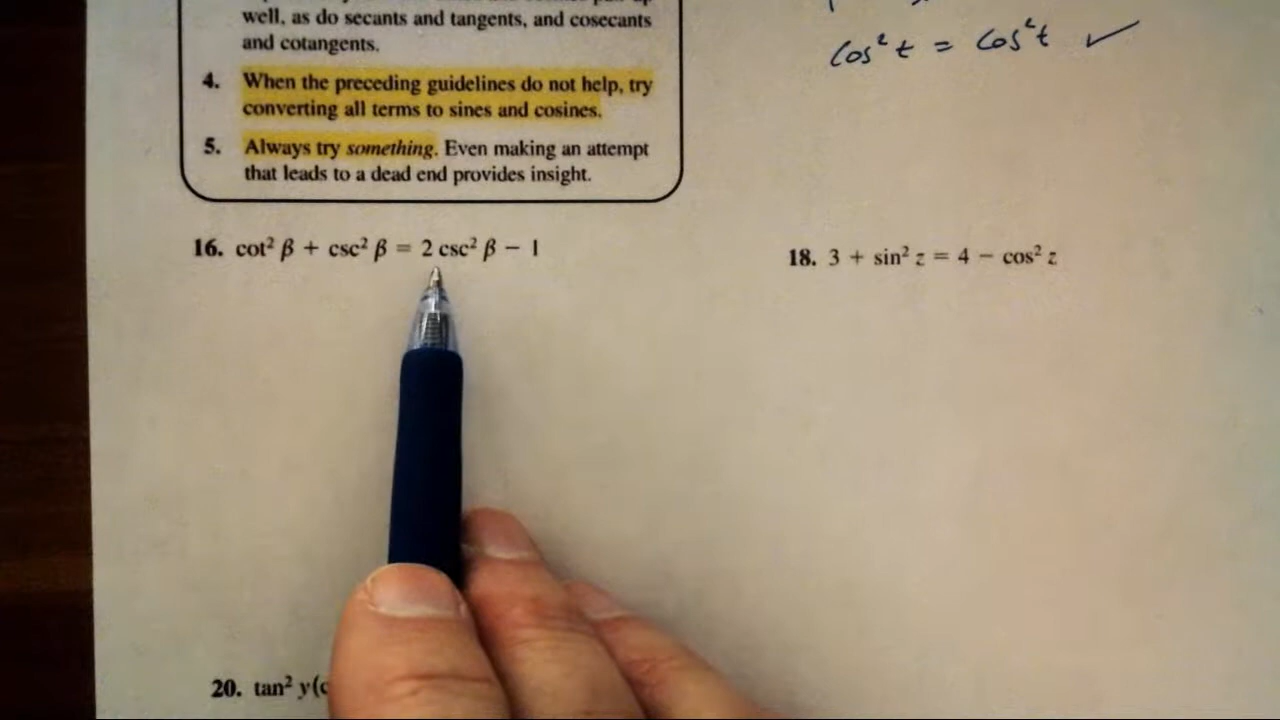 well, as do secants and tangents, and cosecants
and cotangents.
4. When the preceding guidelines do not help, try
converting all terms to sines and cosines.
5. Always try something. Even making an attempt
that leads to a dead end provides insight.
cos² t = cos² t ✓
16. cot² β + csc² β = 2 csc² β − 1
18. 3 + sin² z = 4 − cos² z
20. tan² y(